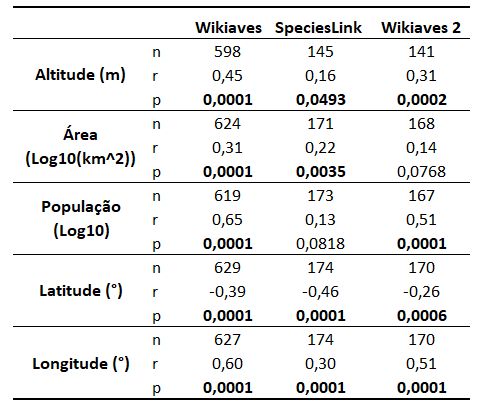 Wikiaves SpeciesLink Wikiaves 2
Altitude (m)
n 598 145 141
r 0,45 0,16 0,31
p 0,0001 0,0493 0,0002
Área
(Log10(km^2))
n 624 171 168
r 0,31 0,22 0,14
p 0,0001 0,0035 0,0768
População
(Log10)
n 619 173 167
r 0,65 0,13 0,51
p 0,0001 0,0818 0,0001
Latitude (°)
n 629 174 170
r -0,39 -0,46 -0,26
p 0,0001 0,0001 0,0006
Longitude (°)
n 627 174 170
r 0,60 0,30 0,51
p 0,0001 0,0001 0,0001